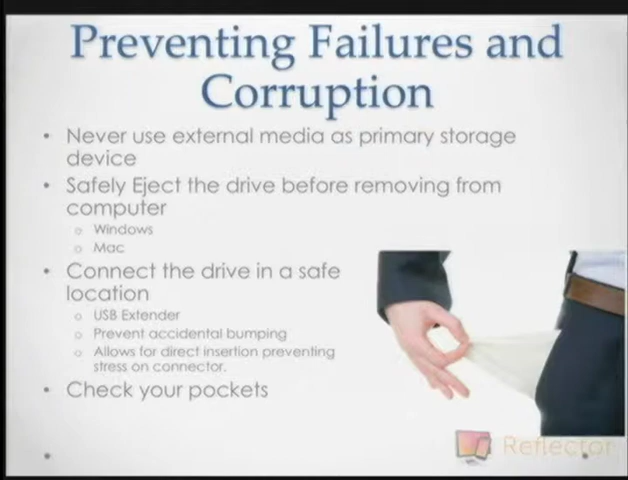 Preventing Failures and
Corruption
• Never use external media as primary storage
device
• Safely Eject the drive before removing from
computer
o Windows
o Mac
• Connect the drive in a safe
location
o USB Extender
o Prevent accidental bumping
o Allows for direct insertion preventing
stress on connector.
• Check your pockets
Reflector